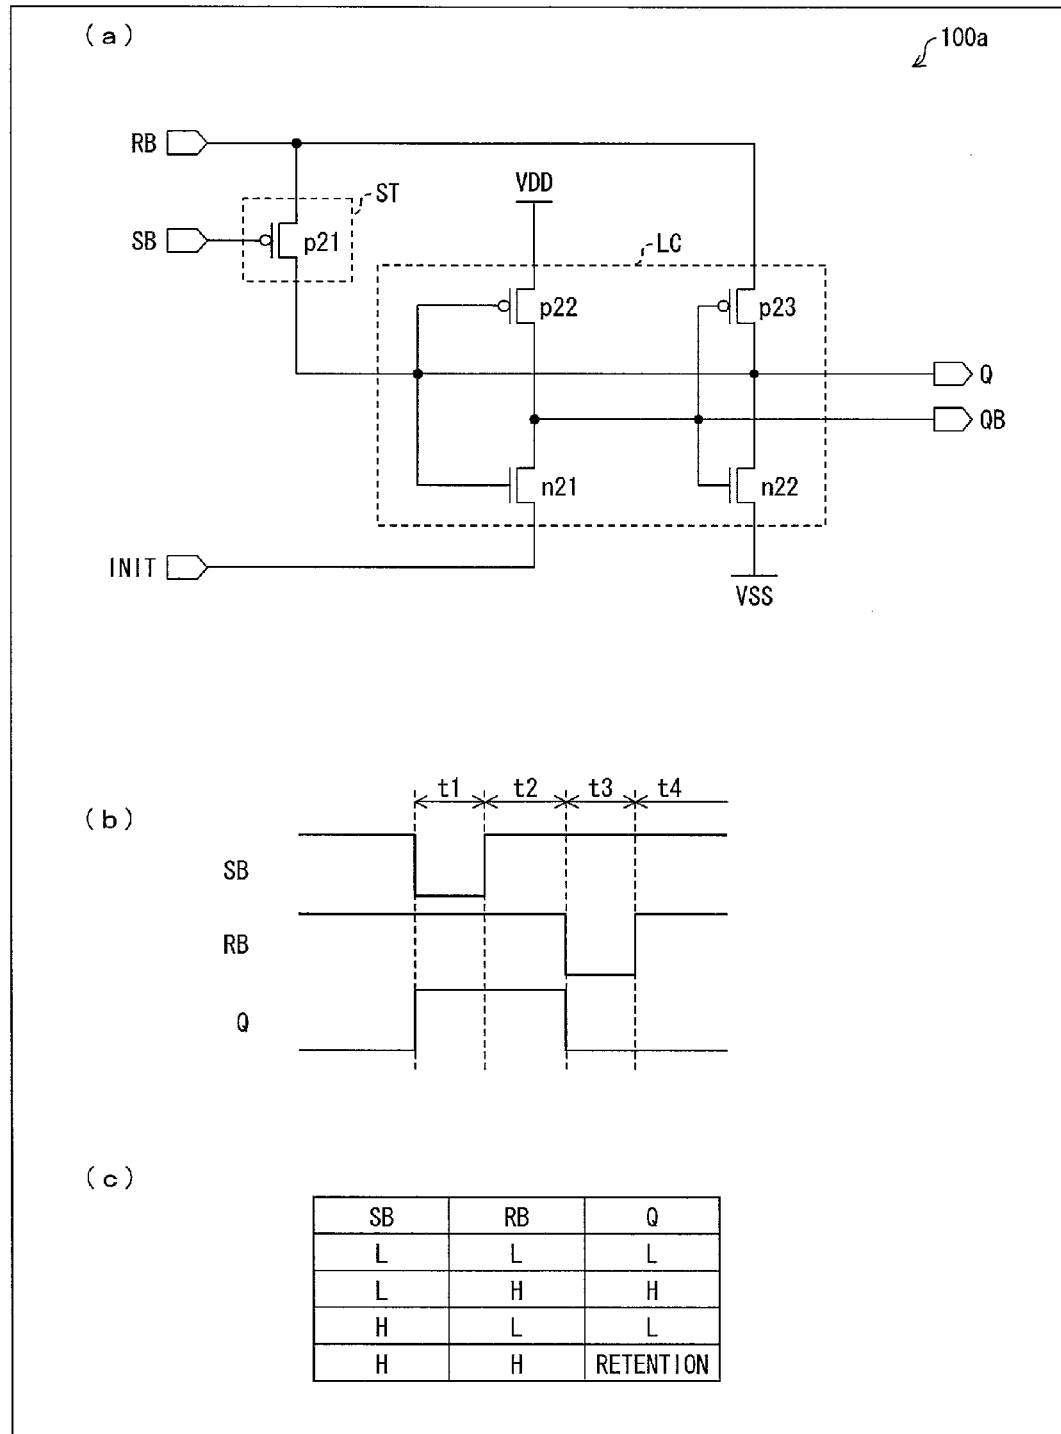 (a)
100a
RB
VDD
ST
SB
p21
LC
p22
p23
Q
QB
n21
n22
INIT
VSS
(b)
t1 t2 t3 t4
SB
RB
Q
(c)
SB RB Q
L L L
L H H
H L L
H H RETENTION